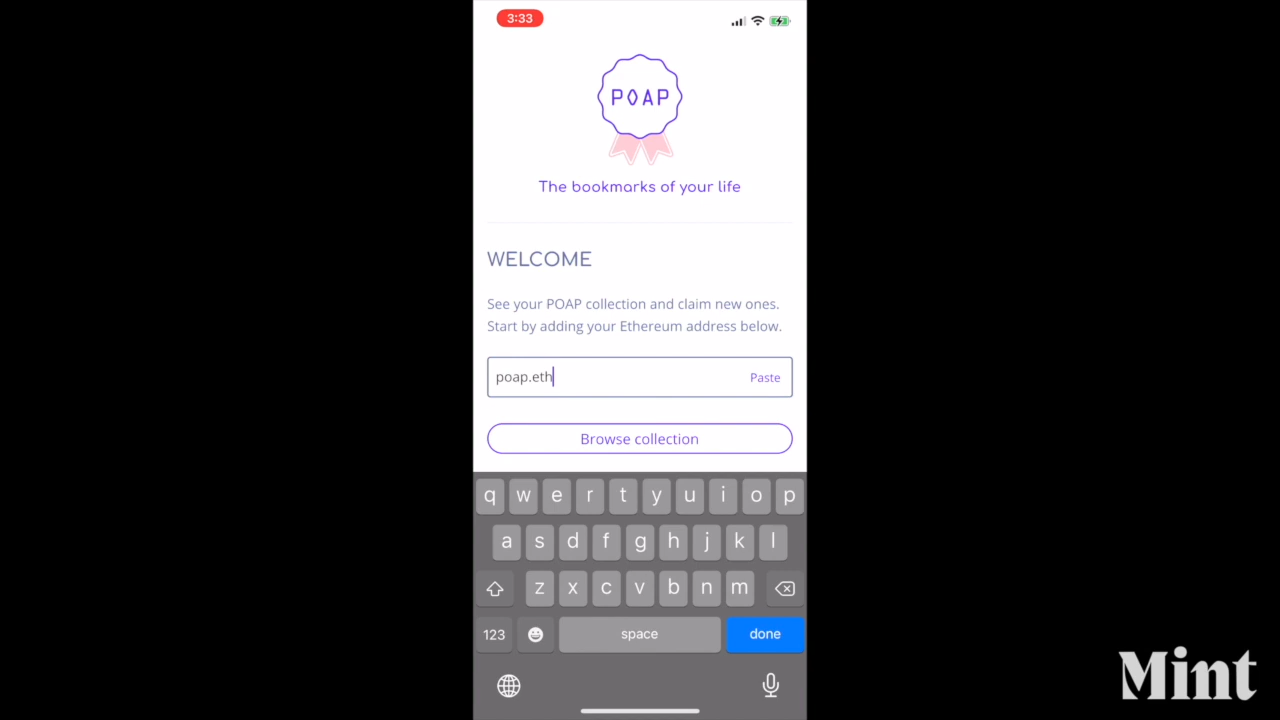 3:33
POAP
The bookmarks of your life
WELCOME
See your POAP collection and claim new ones.
Start by adding your Ethereum address below.
poap.eth Paste
Browse collection
q w e r t y u i o p
a s d f g h j k l
z x c v b n m
123 space done
Mint